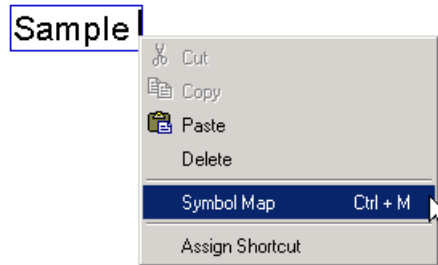 Sample
Cut
Copy
Paste
Delete
Symbol Map Ctrl + M
Assign Shortcut